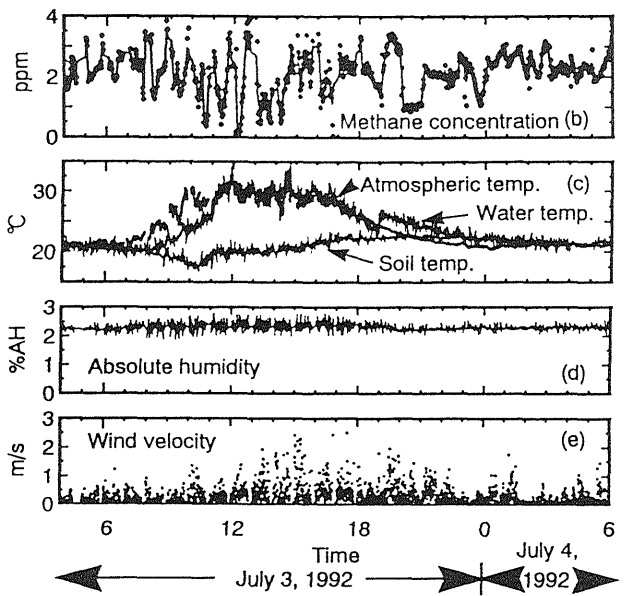 4
ppm
2
0
Methane concentration (b)
(c)
30
Atmospheric temp.
°C
Water temp.
20
Soil temp.
3
%AH
2
1
Absolute humidity
(d)
0
3
Wind velocity
(e)
m/s
2
1
0
6 12 18 0 6
Time
July 3, 1992
July 4,
1992